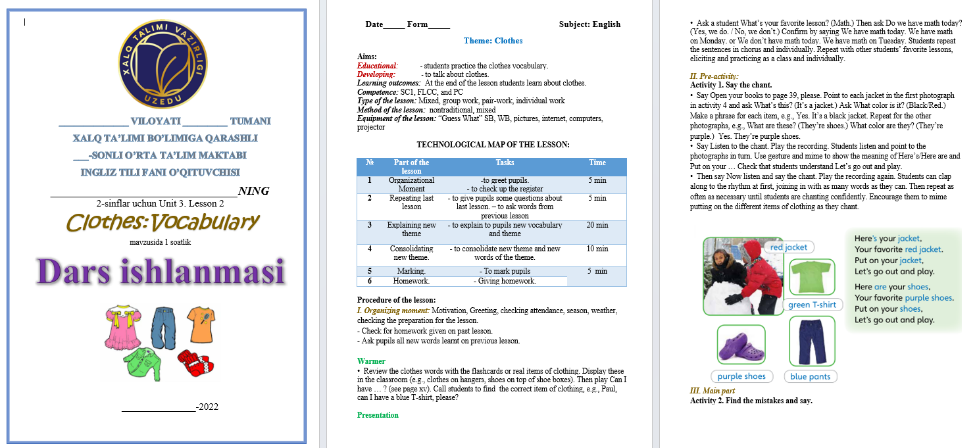 XALQ TALIMI VAZIRLIGI
UZEDU
____________ VILOYATI ________ TUMANI
XALQ TA'LIMI BO'LIMIGA QARASHLI
___-SONLI O'RTA TA'LIM MAKTABI
INGLIZ TILI FANI O'QITUVCHISI
______________________________NING
2-sinflar uchun Unit 3. Lesson 2
Clothes:Vocabulary
mavzusida 1 soatlik
Dars ishlanmasi
_______________-2022
Date_____ Form_____ Subject: English
Theme: Clothes
Aims:
Educational: - students practice the clothes vocabulary.
Developing: - to talk about clothes.
Learning outcomes: At the end of the lesson students learn about clothes.
Competence: SC1, FLCC, and PC
Type of the lesson: Mixed, group work, pair-work, individual work
Method of the lesson: nontraditional, mixed
Equipment of the lesson: "Guess What" SB, WB, pictures, internet, computers,
projector
TECHNOLOGICAL MAP OF THE LESSON:
№ Part of the lesson Tasks Time
1 Organizational Moment -to greet pupils. - to check up the register 5 min
2 Repeating last lesson - to give pupils some questions about last lesson. – to ask words from previous lesson 5 min
3 Explaining new theme - to explain to pupils new vocabulary and theme 20 min
4 Consolidating new theme. - to consolidate new theme and new words of the theme. 10 min
5 Marking. - To mark pupils 5 min
6 Homework. - Giving homework.
Procedure of the lesson:
I. Organizing moment: Motivation, Greeting, checking attendance, season, weather,
checking the preparation for the lesson.
- Check for homework given on past lesson.
- Ask pupils all new words learnt on previous lesson.
Warmer
• Review the clothes words with the flashcards or real items of clothing. Display these
in the classroom (e.g., clothes on hangers, shoes on top of shoe boxes). Then play Can I
have … ? (see page xv). Call students to find the correct item of clothing, e.g., Paul,
can I have a blue T-shirt, please?
Presentation
• Ask a student What's your favorite lesson? (Math.) Then ask Do we have math today?
(Yes, we do. / No, we don't.) Confirm by saying We have math today. We have math
on Monday. or We don't have math today. We have math on Tuesday. Students repeat
the sentences in chorus and individually. Repeat with other students' favorite lessons,
eliciting and practicing as a class and individually.
II. Pre-activity:
Activity 1. Say the chant.
• Say Open your books to page 39, please. Point to each jacket in the first photograph
in activity 4 and ask What's this? (It's a jacket.) Ask What color is it? (Black/Red.)
Make a phrase for each item, e.g., Yes. It's a black jacket. Repeat for the other
photographs, e.g., What are these? (They're shoes.) What color are they? (They're
purple.) Yes. They're purple shoes.
• Say Listen to the chant. Play the recording. Students listen and point to the
photographs in turn. Use gesture and mime to show the meaning of Here's/Here are and
Put on your … Check that students understand Let's go out and play.
• Then say Now listen and say the chant. Play the recording again. Students can clap
along to the rhythm at first, joining in with as many words as they can. Then repeat as
often as necessary until students are chanting confidently. Encourage them to mime
putting on the different items of clothing as they chant.
red jacket
green T-shirt
purple shoes
blue pants
Here's your jacket,
Your favorite red jacket.
Put on your jacket,
Let's go out and play.
Here are your shoes,
Your favorite purple shoes.
Put on your shoes,
Let's go out and play.
III. Main part
Activity 2. Find the mistakes and say.